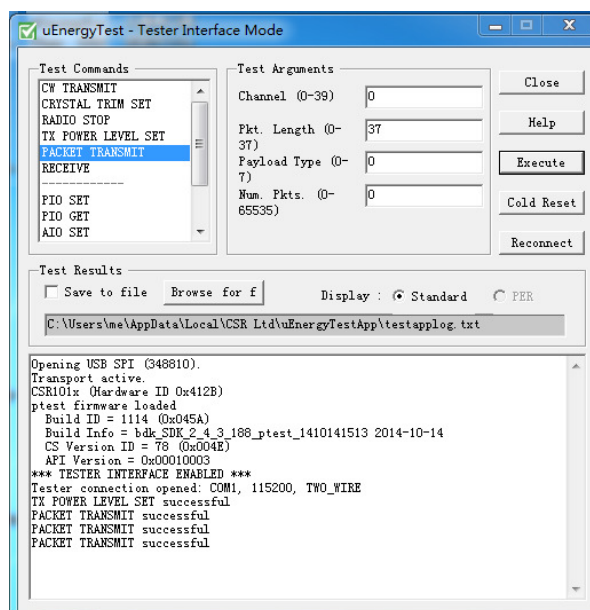 uEnergyTest - Tester Interface Mode
Test Commands
CW TRANSMIT
CRYSTAL TRIM SET
RADIO STOP
TX POWER LEVEL SET
PACKET TRANSMIT
RECEIVE
-------------
PIO SET
PIO GET
AIO SET
Test Arguments
Channel (0-39)
0
Pkt. Length (0-
37)
37
Payload Type (0-
7)
0
Num. Pkts. (0-
65535)
0
Close
Help
Execute
Cold Reset
Reconnect
Test Results
Save to file
Browse for f
Display :
Standard
PER
C:\Users\me\AppData\Local\CSR Ltd\uEnergyTestApp\testapplog.txt
Opening USB SPI (348810).
Transport active.
CSR101x (Hardware ID 0x412B)
ptest firmware loaded
Build ID = 1114 (0x045A)
Build Info = bdk_SDK_2_4_3_188_ptest_1410141513 2014-10-14
CS Version ID = 78 (0x004E)
API Version = 0x00010003
*** TESTER INTERFACE ENABLED ***
Tester connection opened: COM1, 115200, TWO_WIRE
TX POWER LEVEL SET successful
PACKET TRANSMIT successful
PACKET TRANSMIT successful
PACKET TRANSMIT successful